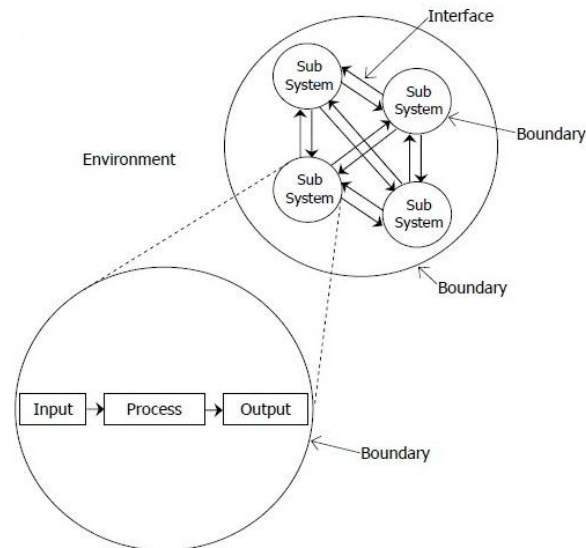 Interface
Sub
System
Sub
System
Boundary
Environment
Sub
System
Sub
System
Boundary
Input
Process
Output
Boundary